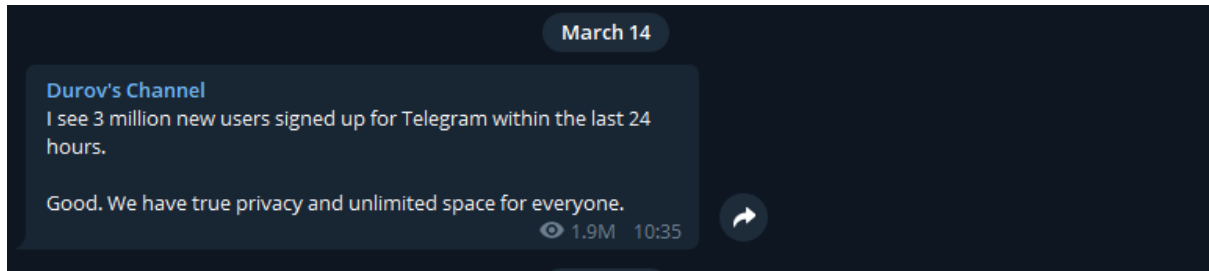 March 14
Durov's Channel
I see 3 million new users signed up for Telegram within the last 24
hours.
Good. We have true privacy and unlimited space for everyone.
1.9M 10:35